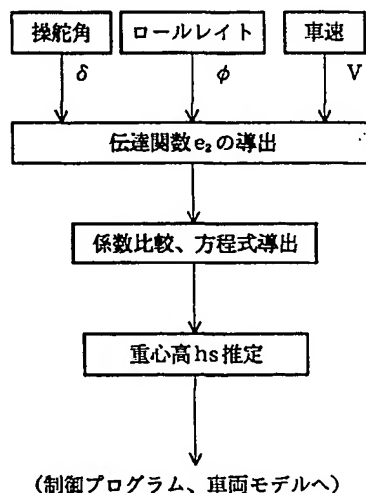 操舵角 ロールレイト 車速
δ φ V
伝達関数e₂の導出
係数比較、方程式導出
重心高hs推定
(制御プログラム、車両モデルへ)